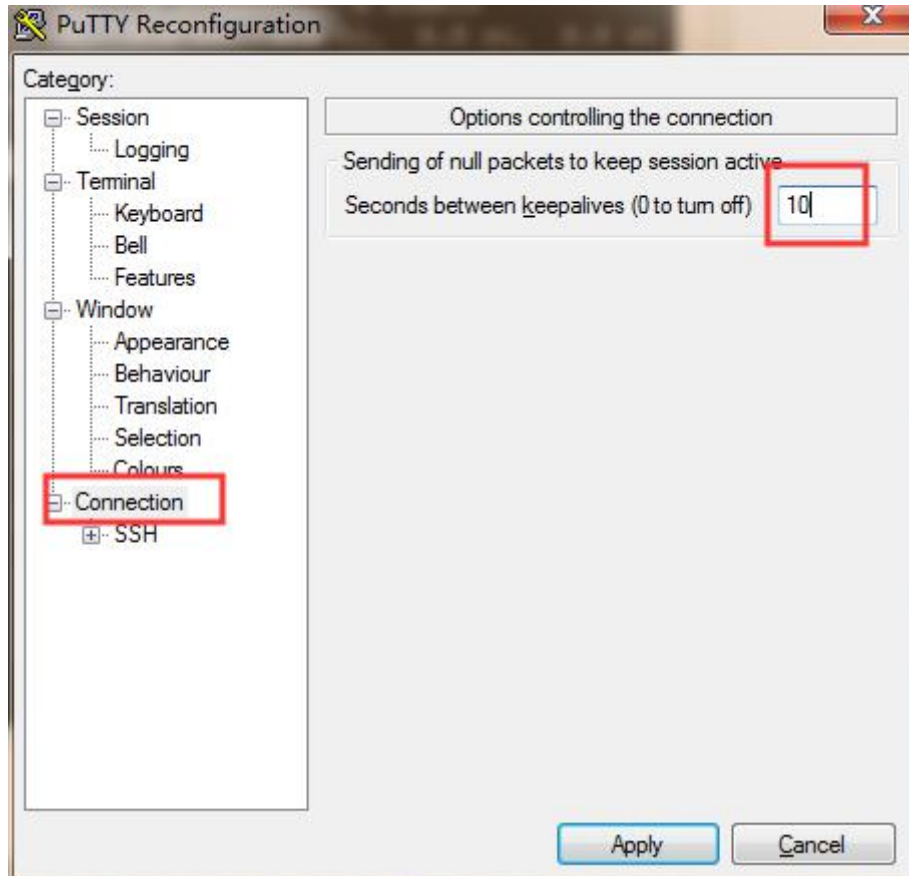 PuTTY Reconfiguration
Category:
Session
Logging
Terminal
Keyboard
Bell
Features
Window
Appearance
Behaviour
Translation
Selection
Colours
Connection
SSH
Options controlling the connection
Sending of null packets to keep session active
Seconds between keepalives (0 to turn off) 10
Apply Cancel